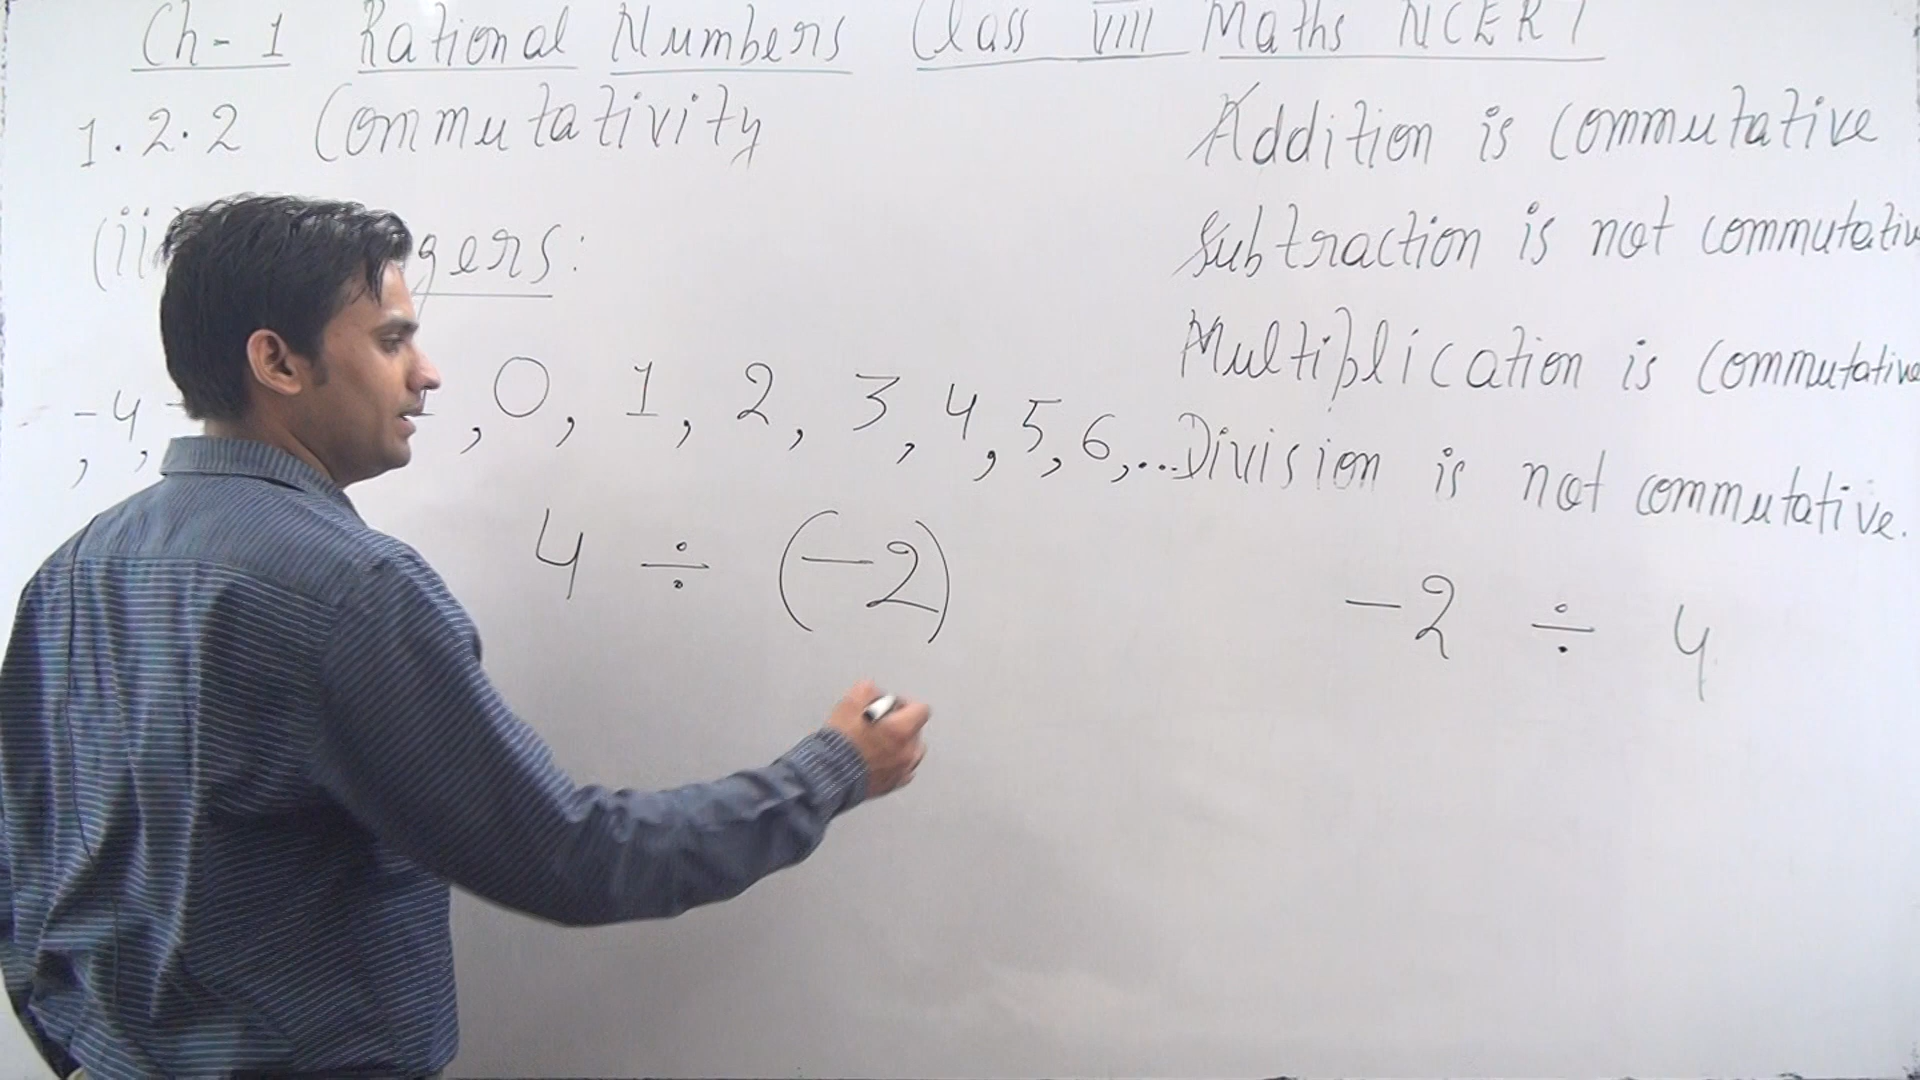 Ch-1 Rational Numbers Class VIII Maths NCERT
1.2.2 Commutativity
gers:
-4, , 0, 1, 2, 3, 4, 5, 6, ...
4 ÷ (-2)
Addition is commutative
Subtraction is not commutativ
Multiplication is commutative
Division is not commutative.
-2 ÷ 4